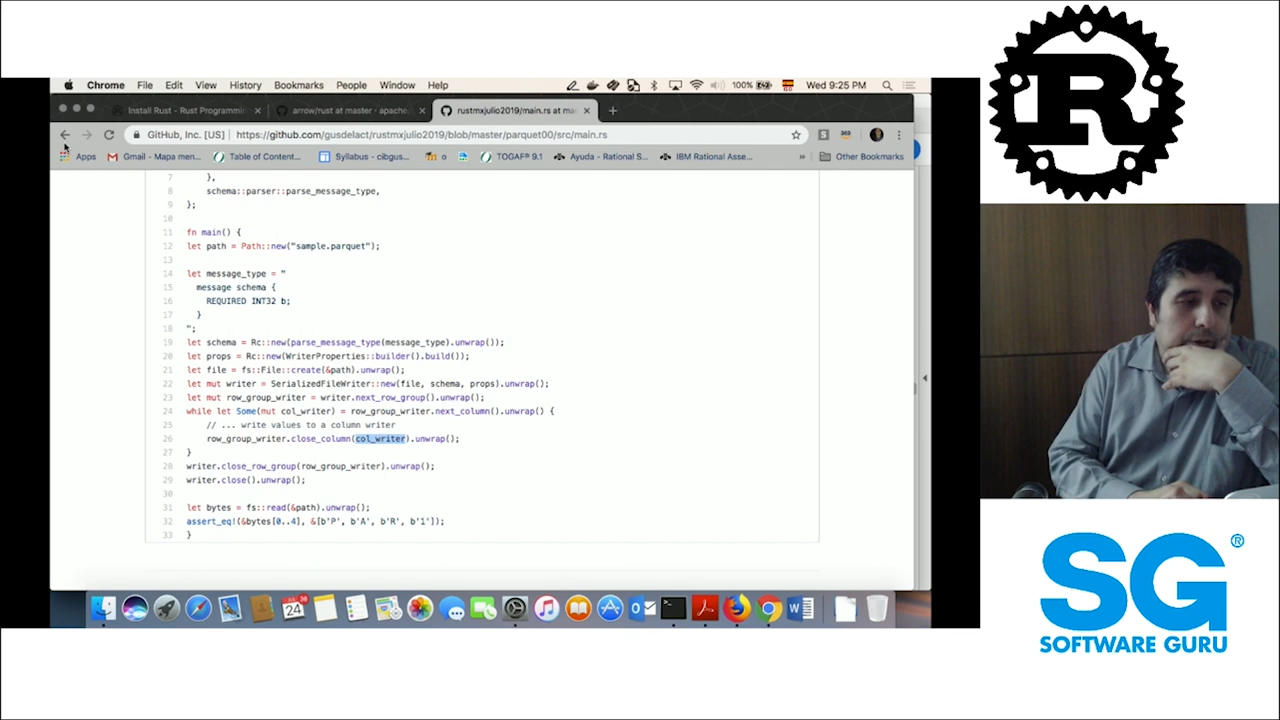 Chrome File Edit View History Bookmarks People Window Help 100% Wed 9:25 PM
Install Rust - Rust Programmin
arrow/rust at master · apache
rustmxjulio2019/main.rs at ma
GitHub, Inc. [US] https://github.com/gusdelact/rustmxjulio2019/blob/master/parquet00/src/main.rs
Apps Gmail - Mapa men... Table of Content... Syllabus - cibgus... o TOGAF® 9.1 Ayuda - Rational S... IBM Rational Asse... » Other Bookmarks
7 },
8 schema::parser::parse_message_type,
9 };
10
11 fn main() {
12 let path = Path::new("sample.parquet");
13
14 let message_type = "
15 message schema {
16 REQUIRED INT32 b;
17 }
18 ";
19 let schema = Rc::new(parse_message_type(message_type).unwrap());
20 let props = Rc::new(WriterProperties::builder().build());
21 let file = fs::File::create(&path).unwrap();
22 let mut writer = SerializedFileWriter::new(file, schema, props).unwrap();
23 let mut row_group_writer = writer.next_row_group().unwrap();
24 while let Some(mut col_writer) = row_group_writer.next_column().unwrap() {
25 // ... write values to a column writer
26 row_group_writer.close_column(col_writer).unwrap();
27 }
28 writer.close_row_group(row_group_writer).unwrap();
29 writer.close().unwrap();
30
31 let bytes = fs::read(&path).unwrap();
32 assert_eq!(&bytes[0..4], &[b'P', b'A', b'R', b'1']);
33 }
24
R
SG®
SOFTWARE GURU